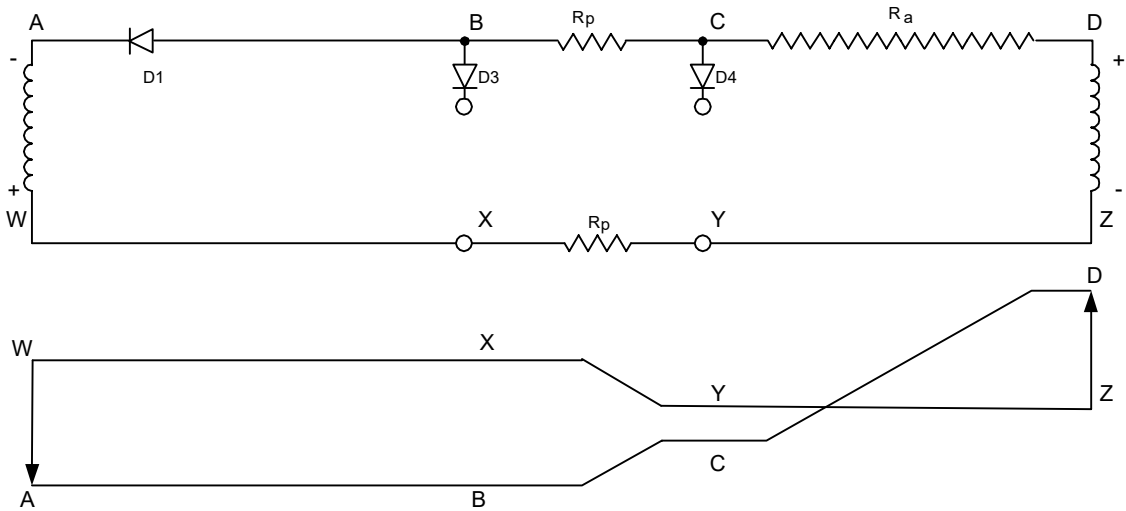 A B Rp C Ra D
- +
D1 D3 D4
+ -
W X Rp Y Z
D
W X
Y Z
C
A B